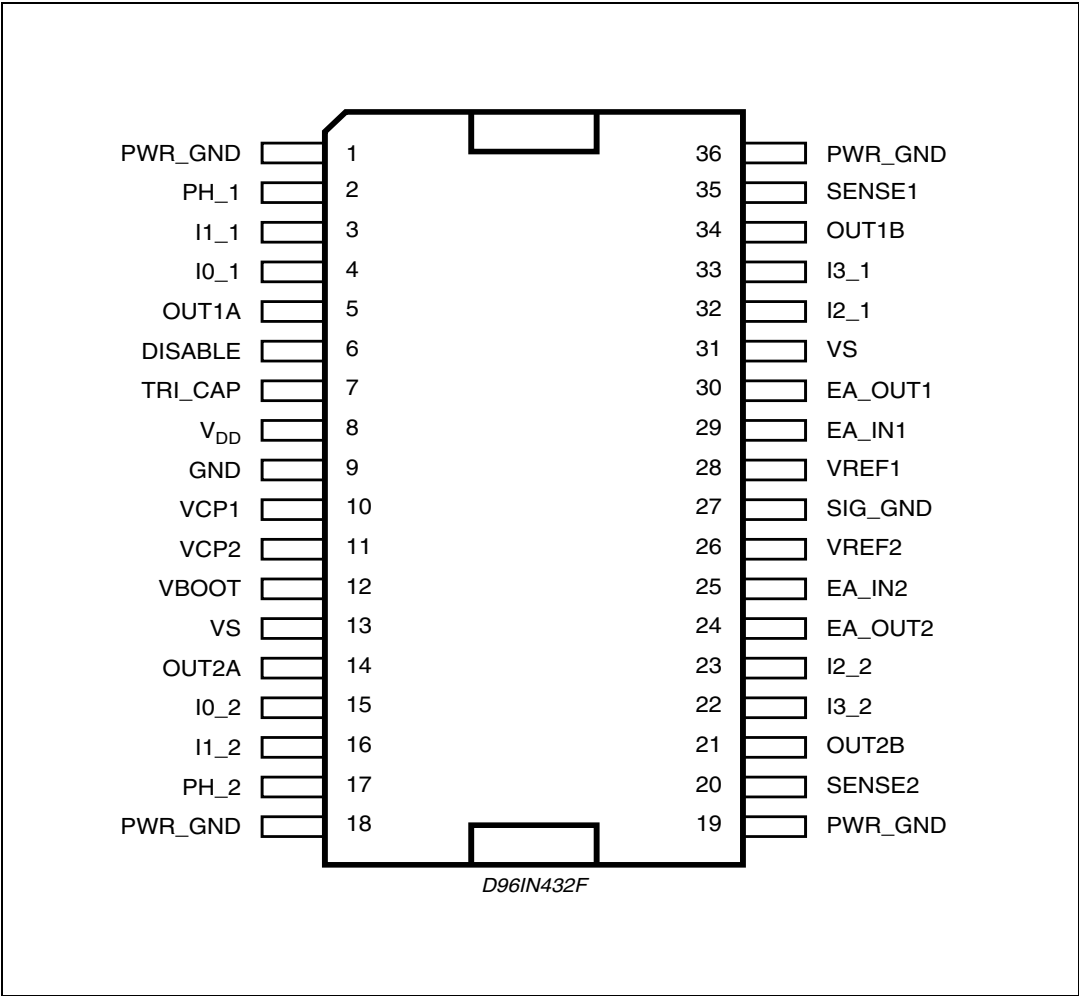 PWR_GND 1 36 PWR_GND
PH_1 2 35 SENSE1
I1_1 3 34 OUT1B
I0_1 4 33 I3_1
OUT1A 5 32 I2_1
DISABLE 6 31 VS
TRI_CAP 7 30 EA_OUT1
VDD 8 29 EA_IN1
GND 9 28 VREF1
VCP1 10 27 SIG_GND
VCP2 11 26 VREF2
VBOOT 12 25 EA_IN2
VS 13 24 EA_OUT2
OUT2A 14 23 I2_2
I0_2 15 22 I3_2
I1_2 16 21 OUT2B
PH_2 17 20 SENSE2
PWR_GND 18 19 PWR_GND
D96IN432F